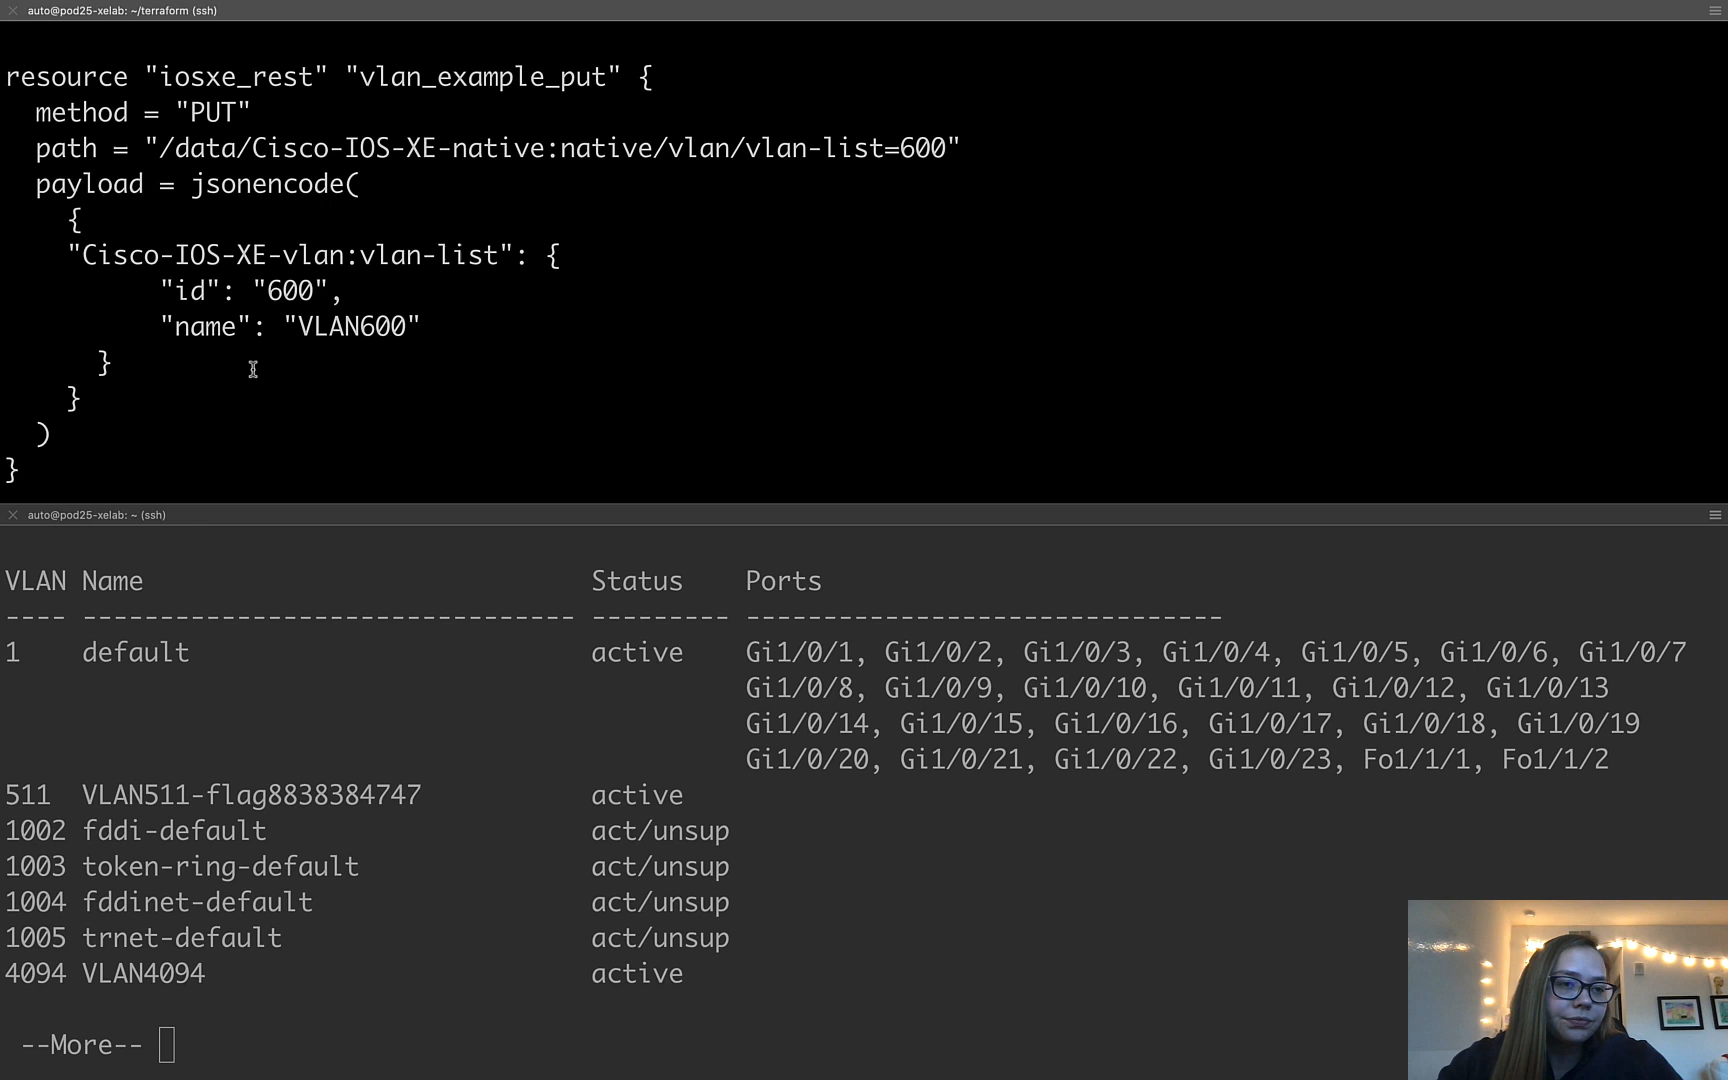 auto@pod25-xelab: ~/terraform (ssh)
resource "iosxe_rest" "vlan_example_put" {
method = "PUT"
path = "/data/Cisco-IOS-XE-native:native/vlan/vlan-list=600"
payload = jsonencode(
{
"Cisco-IOS-XE-vlan:vlan-list": {
"id": "600",
"name": "VLAN600"
}
}
)
}
auto@pod25-xelab: ~ (ssh)
VLAN Name Status Ports
---- -------------------------------- --------- -------------------------------
1 default active Gi1/0/1, Gi1/0/2, Gi1/0/3, Gi1/0/4, Gi1/0/5, Gi1/0/6, Gi1/0/7
Gi1/0/8, Gi1/0/9, Gi1/0/10, Gi1/0/11, Gi1/0/12, Gi1/0/13
Gi1/0/14, Gi1/0/15, Gi1/0/16, Gi1/0/17, Gi1/0/18, Gi1/0/19
Gi1/0/20, Gi1/0/21, Gi1/0/22, Gi1/0/23, Fo1/1/1, Fo1/1/2
511 VLAN511-flag8838384747 active
1002 fddi-default act/unsup
1003 token-ring-default act/unsup
1004 fddinet-default act/unsup
1005 trnet-default act/unsup
4094 VLAN4094 active
--More--